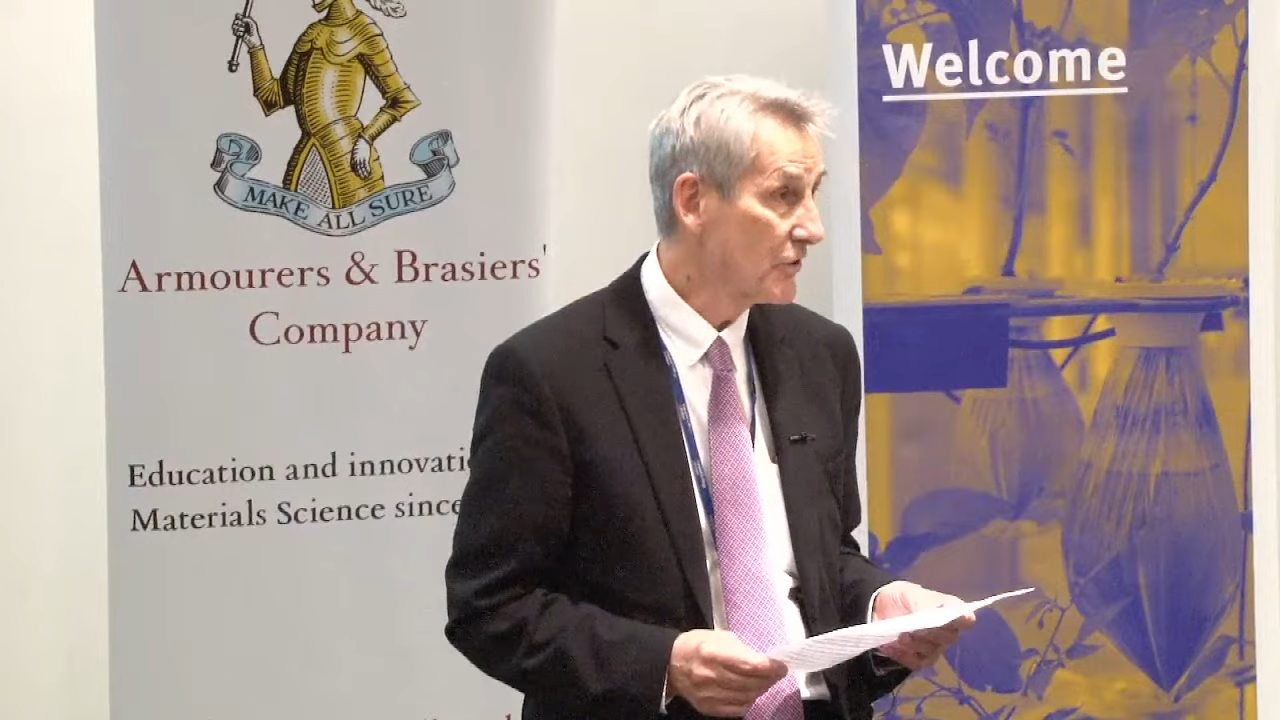 MAKE ALL SURE
Armourers & Brasiers'
Company
Education and innovati
Materials Science since
Welcome